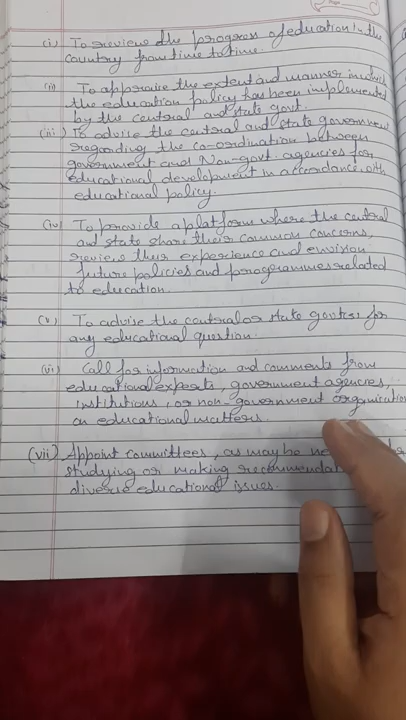 (i) To review the progress of education in the
country from time to time.
(ii) To appraise the extent and manner in which
the education policy has been implemented
by the central and state govt.
(iii) To advise the central and state government
regarding the co-ordination between
government and Non-govt. agencies for
educational development in accordance with
educational policy.
(iv) To provide a platform where the central
and state share their common concerns,
review their experience and envision
future policies and programmes related
to education.
(v) To advise the central or state govt for
any educational question.
(vi) Call for information and comments from
educational experts, government agencies,
institutions, or non-government organisation
on educational matters.
(vii) Appoint committees, as may be
studying or making
diverse educational issues.